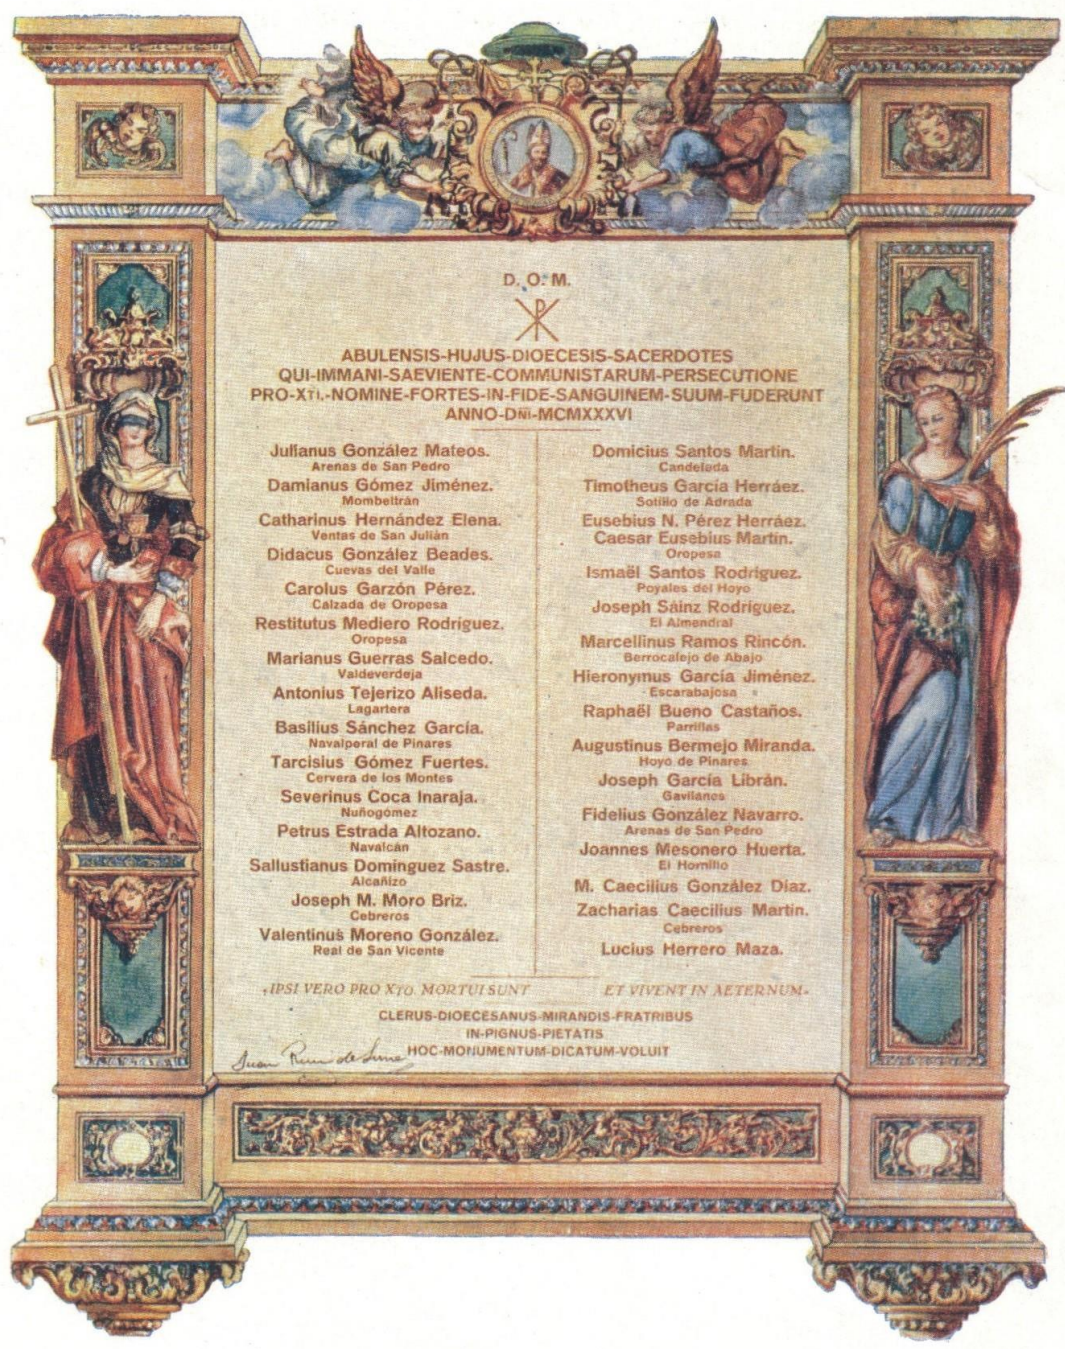 D. O. M.
ABULENSIS-HUJUS-DIOECESIS-SACERDOTES
QUI-IMMANI-SAEVIENTE-COMMUNISTARUM-PERSECUTIONE
PRO-XTI.-NOMINE-FORTES-IN-FIDE-SANGUINEM-SUUM-FUDERUNT
ANNO-DÑI-MCMXXXVI
Julianus González Mateos.
Arenas de San Pedro
Damianus Gómez Jiménez.
Mombeltrán
Catharinus Hernández Elena.
Ventas de San Julián
Didacus González Beades.
Cuevas del Valle
Carolus Garzón Pérez.
Calzada de Oropesa
Restitutus Mediero Rodríguez.
Oropesa
Marianus Guerras Salcedo.
Valdeverdeja
Antonius Tejerizo Aliseda.
Lagartera
Basilius Sánchez García.
Navalperal de Pinares
Tarcisius Gómez Fuertes.
Cervera de los Montes
Severinus Coca Inaraja.
Nuñogómez
Petrus Estrada Altozano.
Navalcán
Sallustianus Domínguez Sastre.
Alcañizo
Joseph M. Moro Briz.
Cebreros
Valentinus Moreno González.
Real de San Vicente
Domicius Santos Martín.
Candeleda
Timotheus García Herráez.
Sotillo de Adrada
Eusebius N. Pérez Herráez.
Caesar Eusebius Martín.
Oropesa
Ismaël Santos Rodríguez.
Poyales del Hoyo
Joseph Sáinz Rodríguez.
El Almendral
Marcellinus Ramos Rincón.
Berrocalejo de Abajo
Hieronymus García Jiménez.
Escarabajosa
Raphaël Bueno Castaños.
Parrillas
Augustinus Bermejo Miranda.
Hoyo de Pinares
Joseph García Librán.
Gavilanes
Fidelius González Navarro.
Arenas de San Pedro
Joannes Mesonero Huerta.
El Hornillo
M. Caecilius González Díaz.
Zacharias Caecilius Martín.
Cebreros
Lucius Herrero Maza.
«IPSI VERO PRO XTO. MORTUI SUNT ET VIVENT IN AETERNUM»
CLERUS-DIOECESANUS-MIRANDIS-FRATRIBUS
IN-PIGNUS-PIETATIS
HOC-MONUMENTUM-DICATUM-VOLUIT
Juan Ruiz de Luna